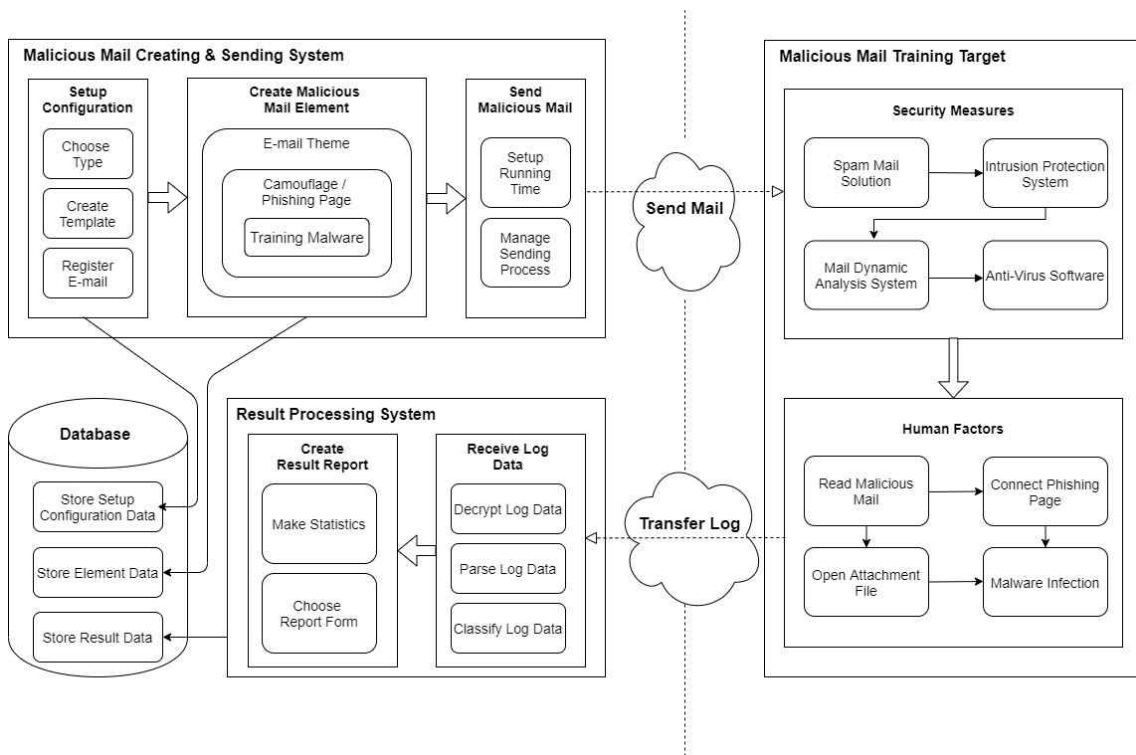 Malicious Mail Creating & Sending System
Setup
Configuration
Choose
Type
Create
Template
Register
E-mail
Create Malicious
Mail Element
E-mail Theme
Camouflage /
Phishing Page
Training Malware
Send
Malicious Mail
Setup
Running
Time
Manage
Sending
Process
Send Mail
Malicious Mail Training Target
Security Measures
Spam Mail
Solution
Intrusion Protection
System
Mail Dynamic
Analysis System
Anti-Virus Software
Human Factors
Read Malicious
Mail
Connect Phishing
Page
Open Attachment
File
Malware Infection
Transfer Log
Result Processing System
Create
Result Report
Make Statistics
Choose
Report Form
Receive Log
Data
Decrypt Log Data
Parse Log Data
Classify Log Data
Database
Store Setup
Configuration Data
Store Element Data
Store Result Data